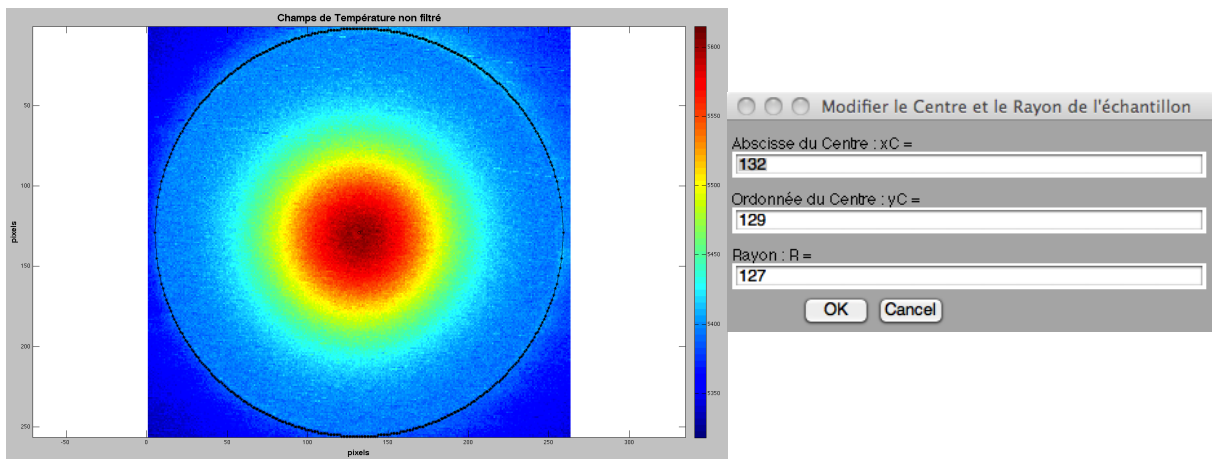 Champs de Température non filtré
pixels
50
100
150
200
250
-50
0
50
100
150
200
250
300
pixels
5600
5550
5500
5450
5400
5350
Modifier le Centre et le Rayon de l'échantillon
Abscisse du Centre : xC =
132
Ordonnée du Centre : yC =
129
Rayon : R =
127
OK Cancel